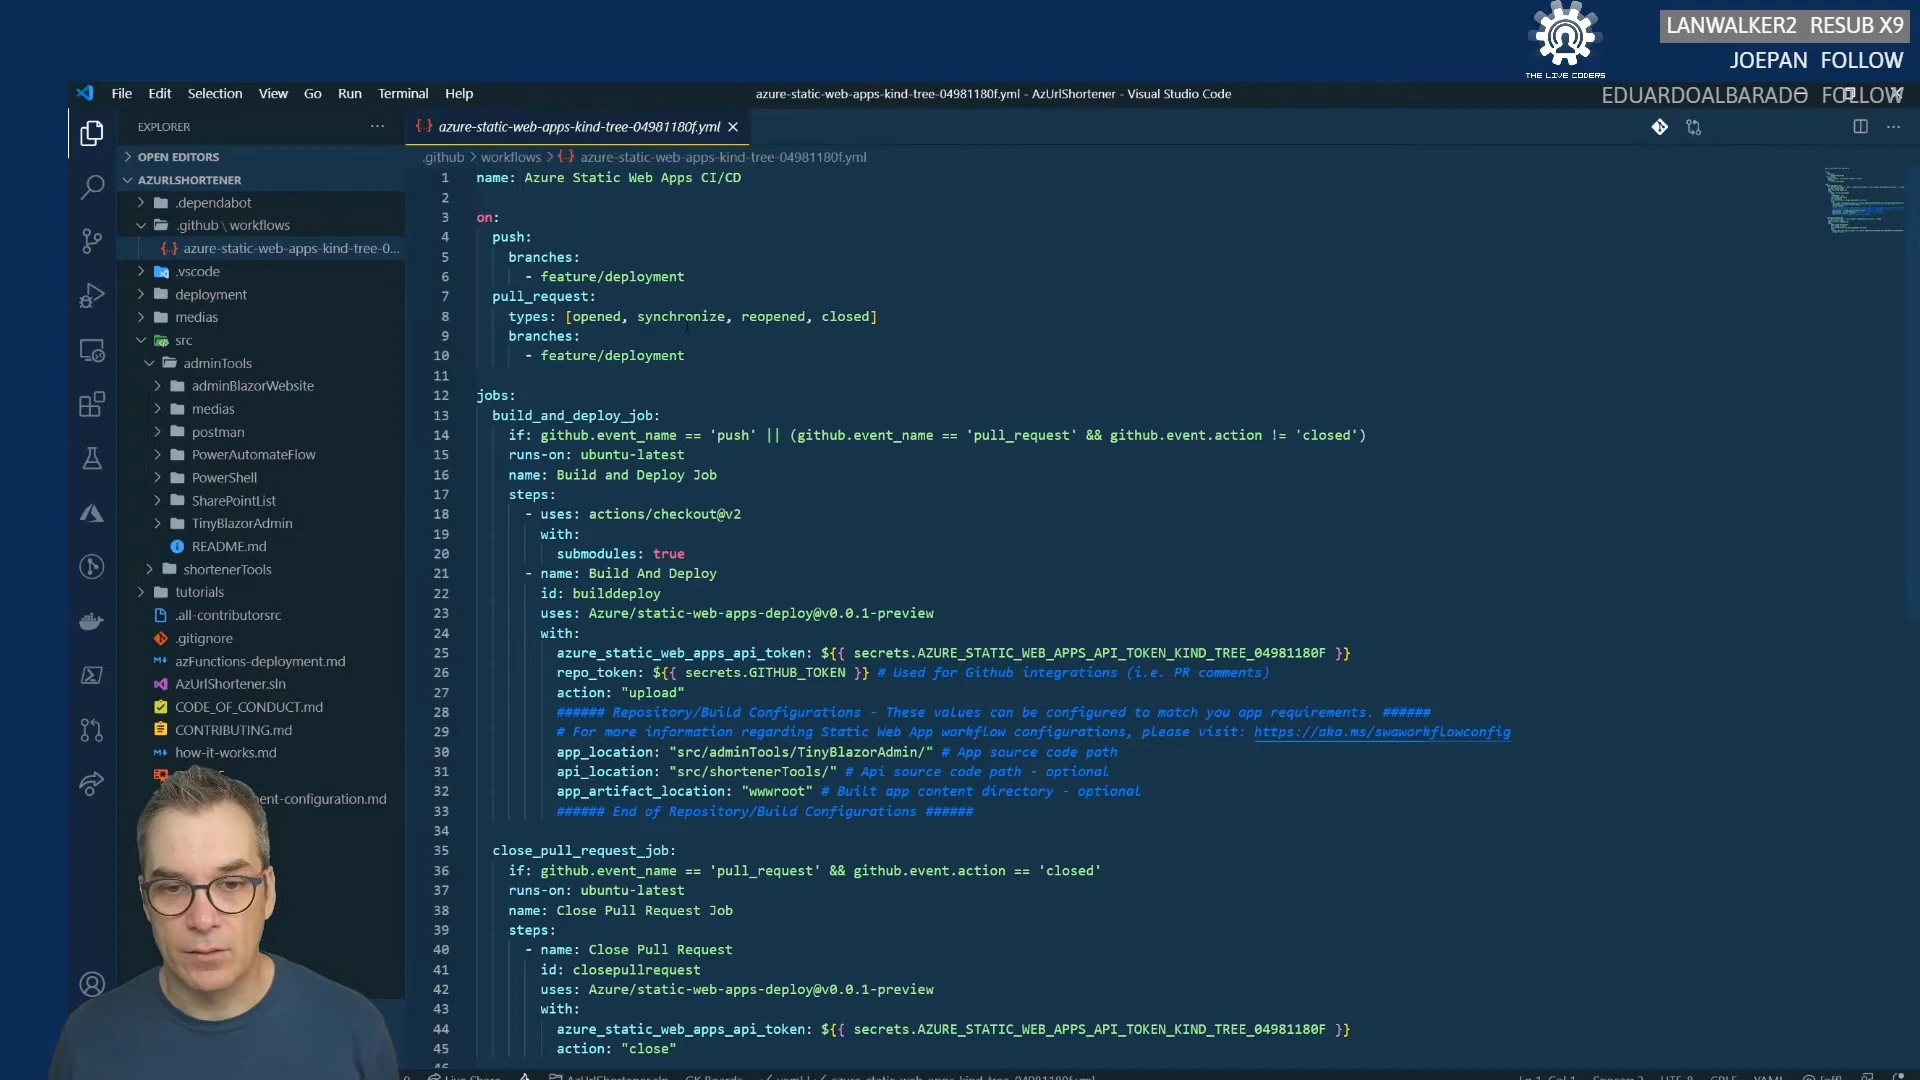 LANWALKER2 RESUB X9
JOEPAN FOLLOW
THE LIVE CODERS
EDUARDOALBARADO FOLLOW
File Edit Selection View Go Run Terminal Help
azure-static-web-apps-kind-tree-04981180f.yml - AzUrlShortener - Visual Studio Code
EXPLORER
azure-static-web-apps-kind-tree-04981180f.yml
OPEN EDITORS
AZURLSHORTENER
.dependabot
.github \ workflows
azure-static-web-apps-kind-tree-0...
.vscode
deployment
medias
src
adminTools
adminBlazorWebsite
medias
postman
PowerAutomateFlow
PowerShell
SharePointList
TinyBlazorAdmin
README.md
shortenerTools
tutorials
.all-contributorsrc
.gitignore
azFunctions-deployment.md
AzUrlShortener.sln
CODE_OF_CONDUCT.md
CONTRIBUTING.md
how-it-works.md
ent-configuration.md
.github > workflows > azure-static-web-apps-kind-tree-04981180f.yml
1 name: Azure Static Web Apps CI/CD
2
3 on:
4 push:
5 branches:
6 - feature/deployment
7 pull_request:
8 types: [opened, synchronize, reopened, closed]
9 branches:
10 - feature/deployment
11
12 jobs:
13 build_and_deploy_job:
14 if: github.event_name == 'push' || (github.event_name == 'pull_request' && github.event.action != 'closed')
15 runs-on: ubuntu-latest
16 name: Build and Deploy Job
17 steps:
18 - uses: actions/checkout@v2
19 with:
20 submodules: true
21 - name: Build And Deploy
22 id: builddeploy
23 uses: Azure/static-web-apps-deploy@v0.0.1-preview
24 with:
25 azure_static_web_apps_api_token: ${{ secrets.AZURE_STATIC_WEB_APPS_API_TOKEN_KIND_TREE_04981180F }}
26 repo_token: ${{ secrets.GITHUB_TOKEN }} # Used for Github integrations (i.e. PR comments)
27 action: "upload"
28 ###### Repository/Build Configurations - These values can be configured to match you app requirements. ######
29 # For more information regarding Static Web App workflow configurations, please visit: https://aka.ms/swaworkflowconfig
30 app_location: "src/adminTools/TinyBlazorAdmin/" # App source code path
31 api_location: "src/shortenerTools/" # Api source code path - optional
32 app_artifact_location: "wwwroot" # Built app content directory - optional
33 ###### End of Repository/Build Configurations ######
34
35 close_pull_request_job:
36 if: github.event_name == 'pull_request' && github.event.action == 'closed'
37 runs-on: ubuntu-latest
38 name: Close Pull Request Job
39 steps:
40 - name: Close Pull Request
41 id: closepullrequest
42 uses: Azure/static-web-apps-deploy@v0.0.1-preview
43 with:
44 azure_static_web_apps_api_token: ${{ secrets.AZURE_STATIC_WEB_APPS_API_TOKEN_KIND_TREE_04981180F }}
45 action: "close"